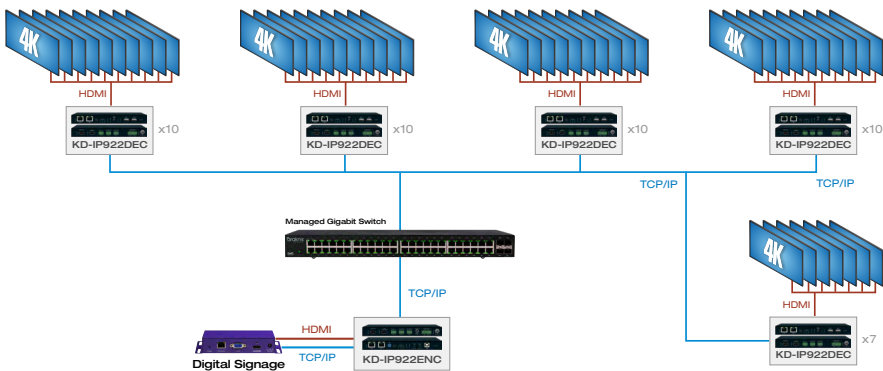 4K
4K
4K
4K
HDMI
HDMI
HDMI
HDMI
x10
x10
x10
x10
KD-IP922DEC
KD-IP922DEC
KD-IP922DEC
KD-IP922DEC
TCP/IP
TCP/IP
Managed Gigabit Switch
4K
TCP/IP
HDMI
HDMI
x7
KD-IP922DEC
KD-IP922ENC
TCP/IP
Digital Signage